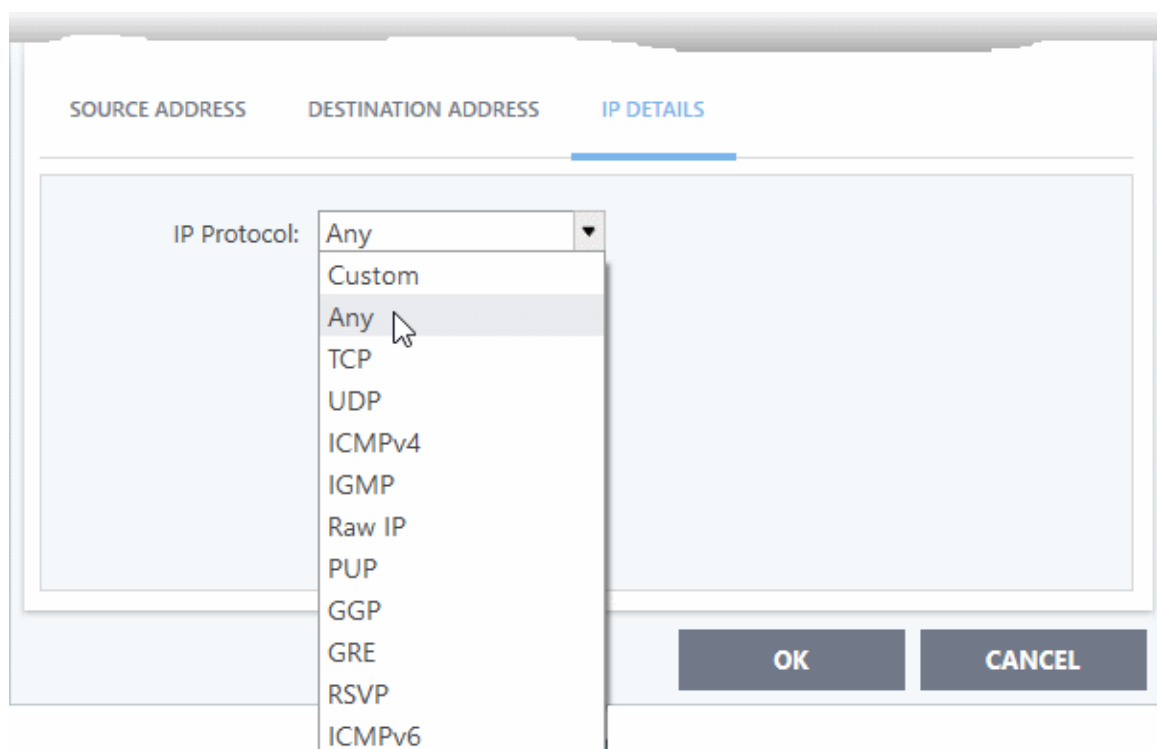 SOURCE ADDRESS DESTINATION ADDRESS IP DETAILS
IP Protocol: Any
Custom
Any
TCP
UDP
ICMPv4
IGMP
Raw IP
PUP
GGP
GRE
RSVP
ICMPv6
OK CANCEL